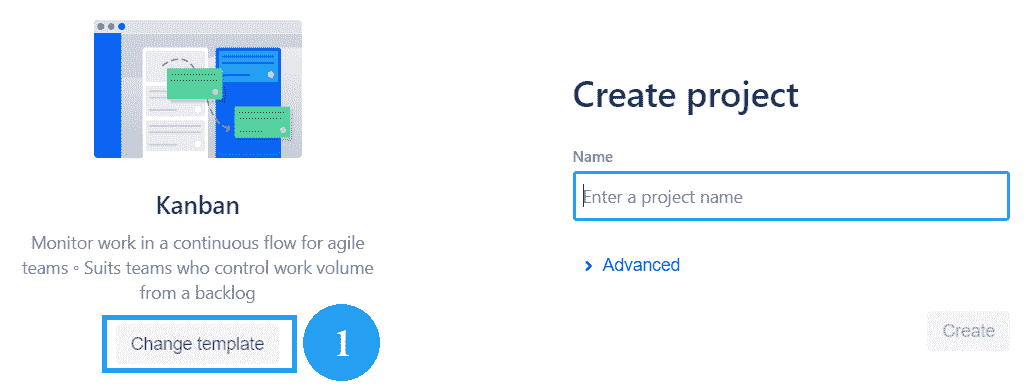 Kanban
Monitor work in a continuous flow for agile
teams • Suits teams who control work volume
from a backlog
Change template
1
Create project
Name
Enter a project name
Advanced
Create